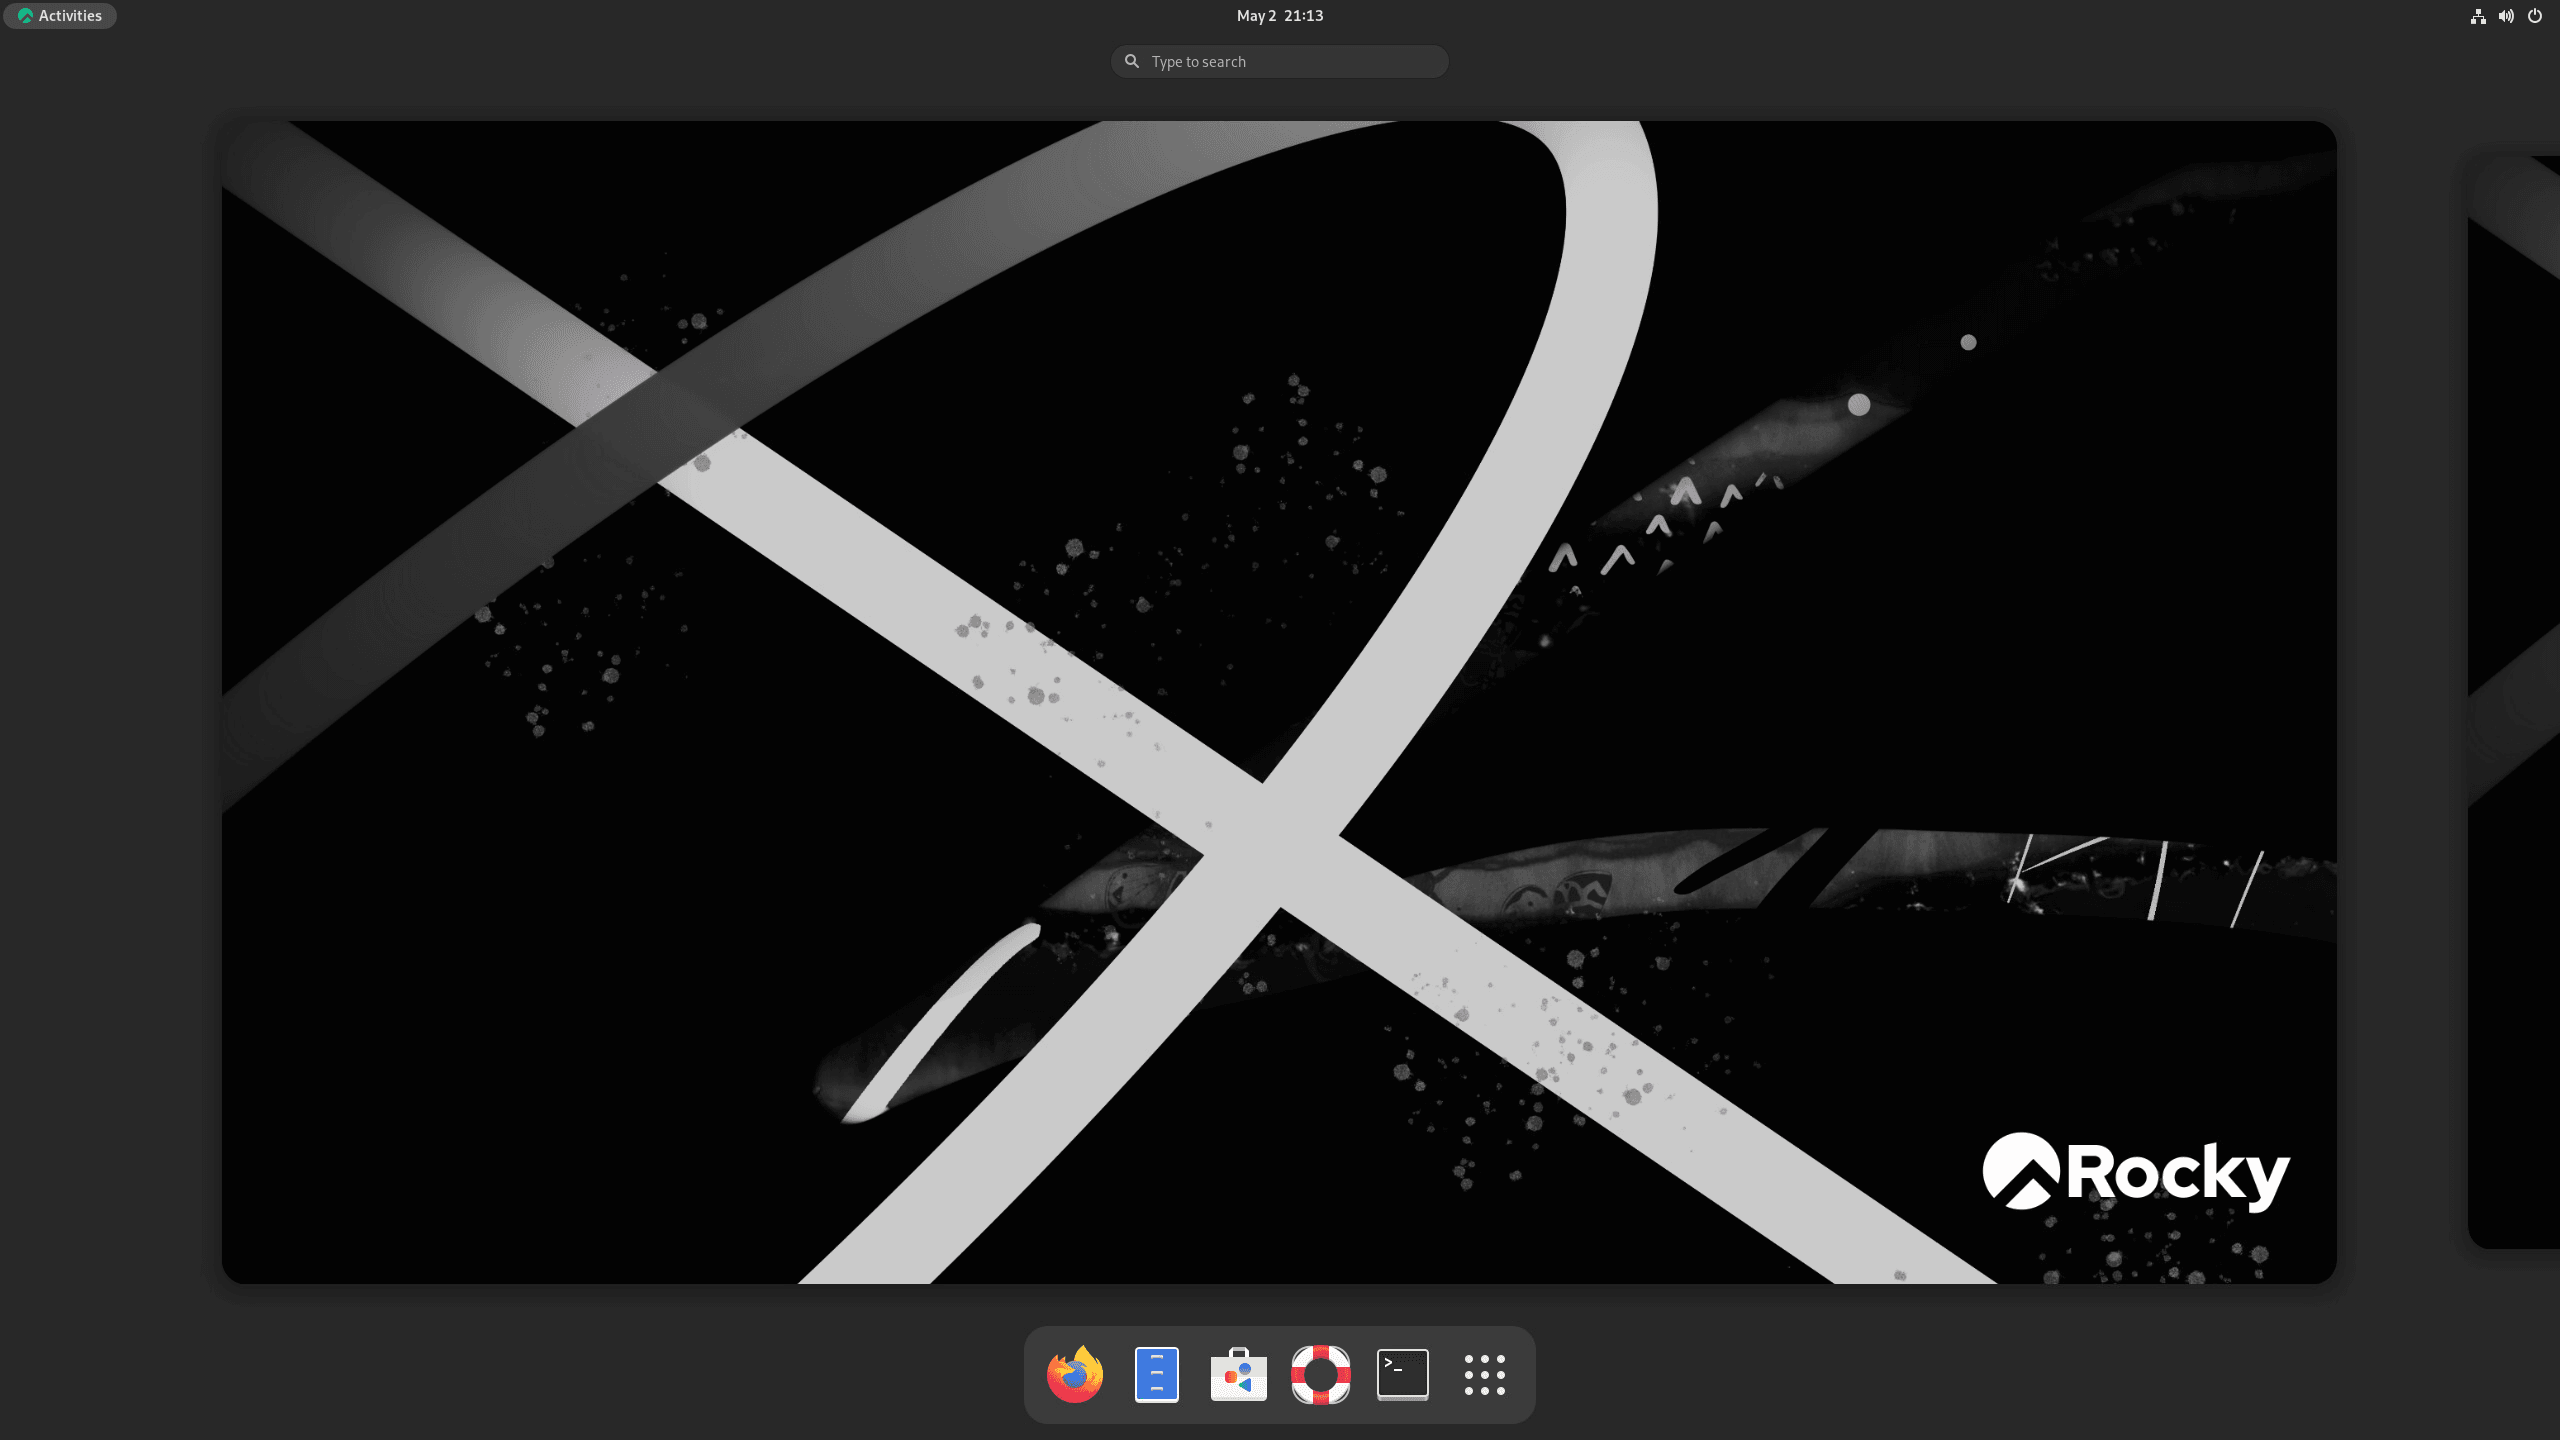 Activities
May 2 21:13
Type to search
Rocky
>_